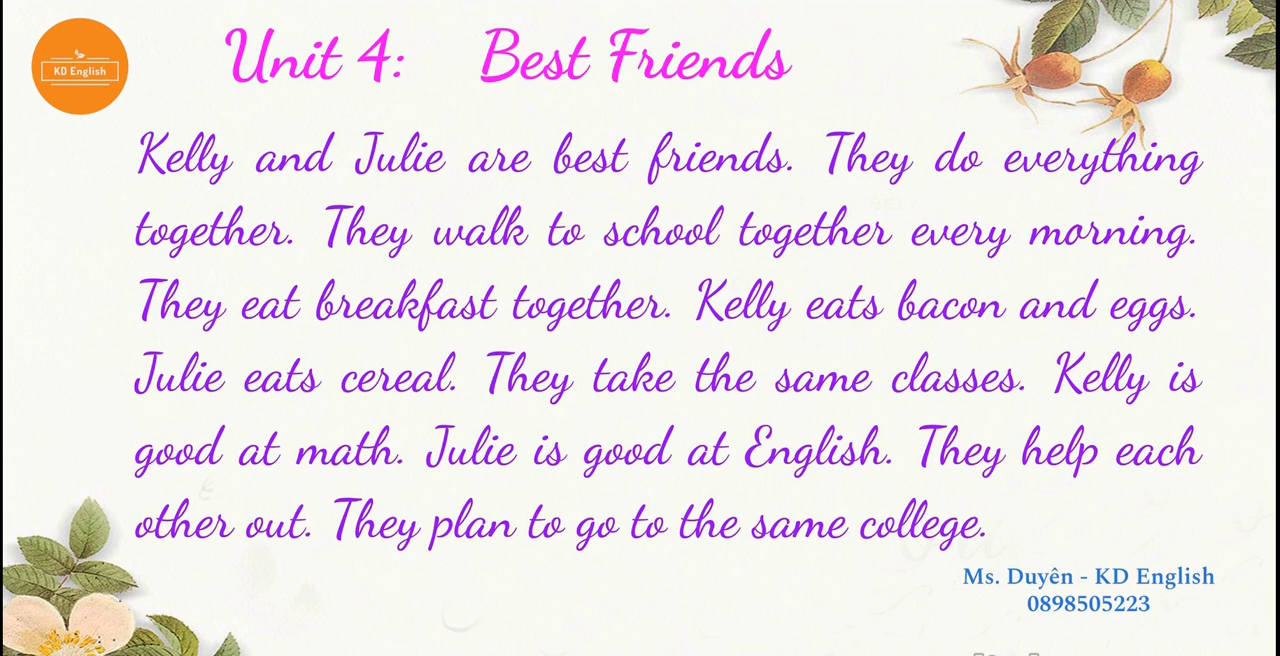 KD English
Unit 4: Best Friends
Kelly and Julie are best friends. They do everything
together. They walk to school together every morning.
They eat breakfast together. Kelly eats bacon and eggs.
Julie eats cereal. They take the same classes. Kelly is
good at math. Julie is good at English. They help each
other out. They plan to go to the same college.
Ms. Duyên - KD English
0898505223